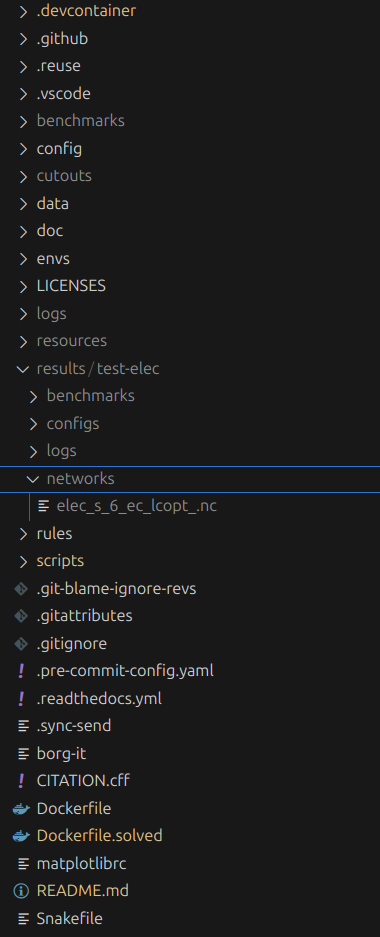 .devcontainer
.github
.reuse
.vscode
benchmarks
config
cutouts
data
doc
envs
LICENSES
logs
resources
results / test-elec
benchmarks
configs
logs
networks
elec_s_6_ec_lcopt_.nc
rules
scripts
.git-blame-ignore-revs
.gitattributes
.gitignore
.pre-commit-config.yaml
.readthedocs.yml
.sync-send
borg-it
CITATION.cff
Dockerfile
Dockerfile.solved
matplotlibrc
README.md
Snakefile